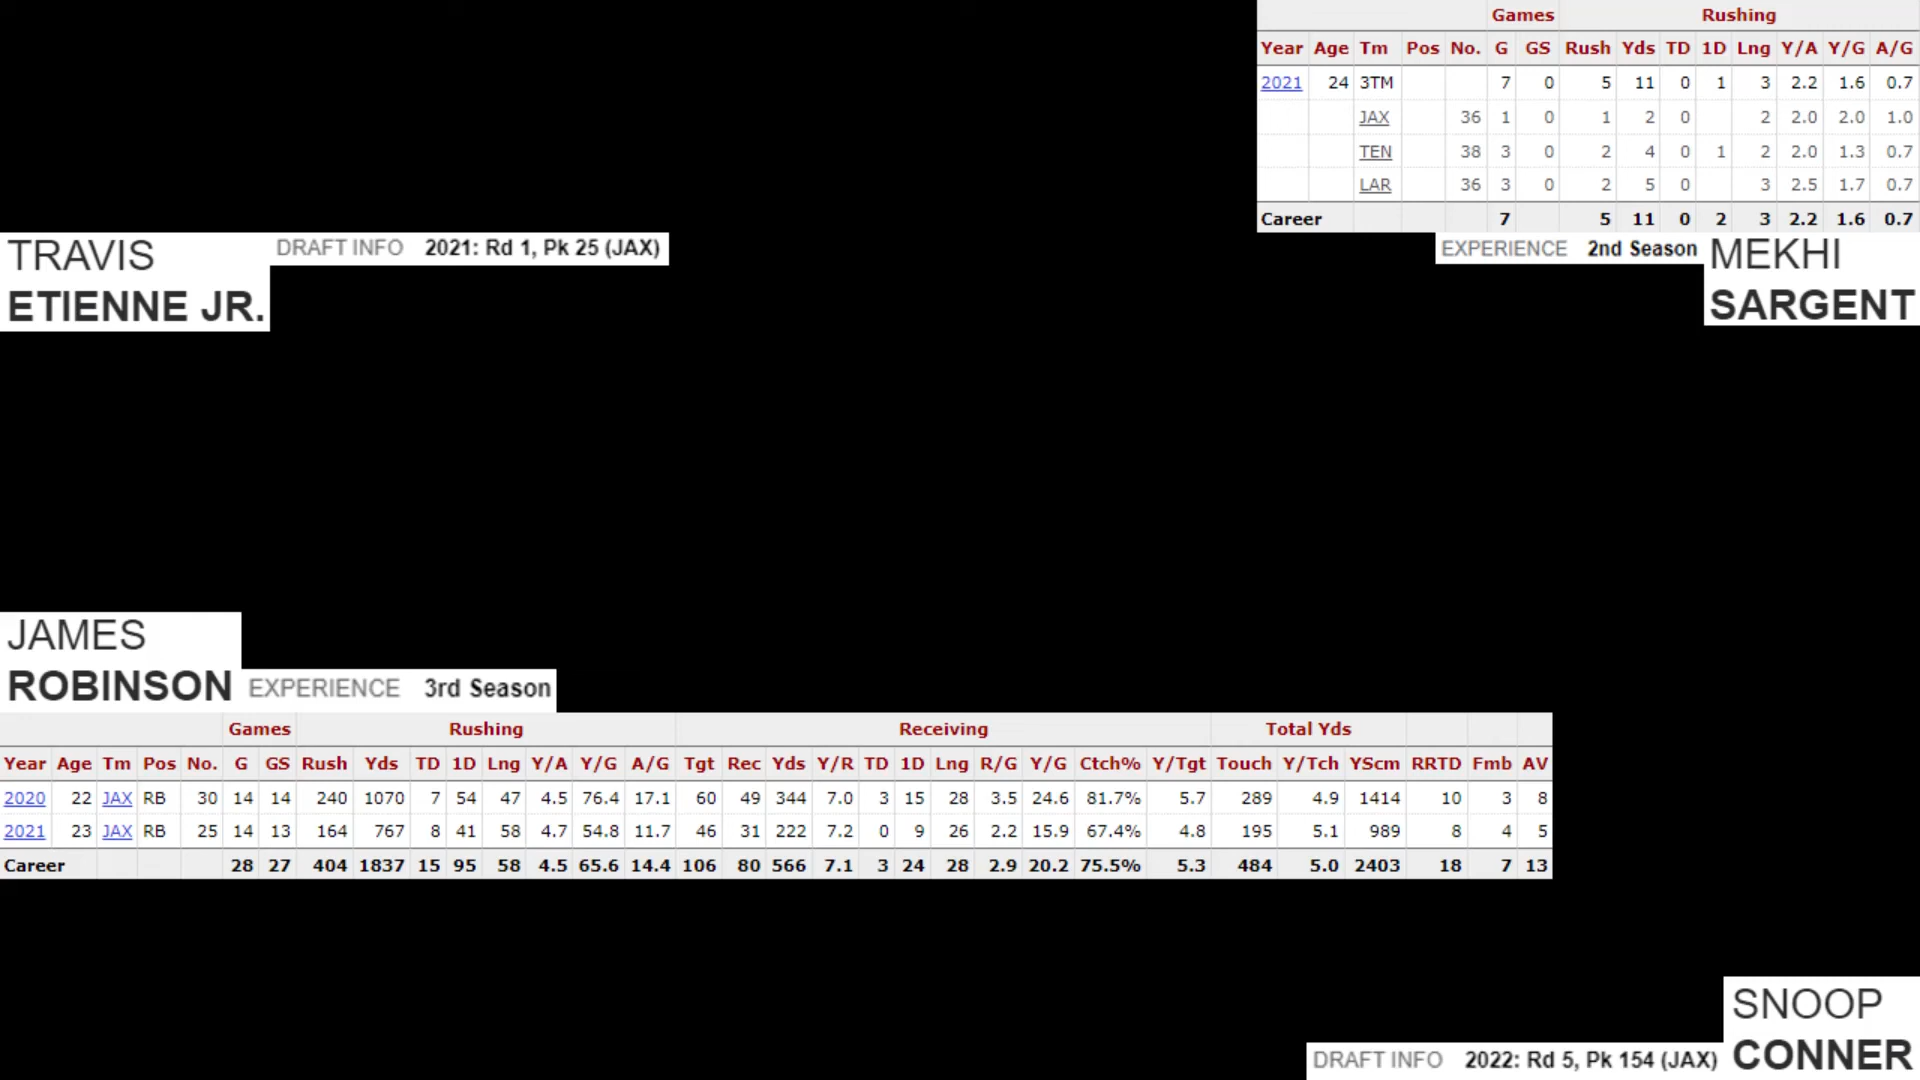 Games Rushing
Year Age Tm Pos No. G GS Rush Yds TD 1D Lng Y/A Y/G A/G
2021 24 3TM 7 0 5 11 0 1 3 2.2 1.6 0.7
JAX 36 1 0 1 2 0 2 2.0 2.0 1.0
TEN 38 3 0 2 4 0 1 2 2.0 1.3 0.7
LAR 36 3 0 2 5 0 3 2.5 1.7 0.7
Career 7 5 11 0 2 3 2.2 1.6 0.7
TRAVIS
ETIENNE JR.
DRAFT INFO 2021: Rd 1, Pk 25 (JAX)
EXPERIENCE 2nd Season
MEKHI
SARGENT
JAMES
ROBINSON
EXPERIENCE 3rd Season
Games Rushing Receiving Total Yds
Year Age Tm Pos No. G GS Rush Yds TD 1D Lng Y/A Y/G A/G Tgt Rec Yds Y/R TD 1D Lng R/G Y/G Ctch% Y/Tgt Touch Y/Tch YScm RRTD Fmb AV
2020 22 JAX RB 30 14 14 240 1070 7 54 47 4.5 76.4 17.1 60 49 344 7.0 3 15 28 3.5 24.6 81.7% 5.7 289 4.9 1414 10 3 8
2021 23 JAX RB 25 14 13 164 767 8 41 58 4.7 54.8 11.7 46 31 222 7.2 0 9 26 2.2 15.9 67.4% 4.8 195 5.1 989 8 4 5
Career 28 27 404 1837 15 95 58 4.5 65.6 14.4 106 80 566 7.1 3 24 28 2.9 20.2 75.5% 5.3 484 5.0 2403 18 7 13
SNOOP
CONNER
DRAFT INFO 2022: Rd 5, Pk 154 (JAX)